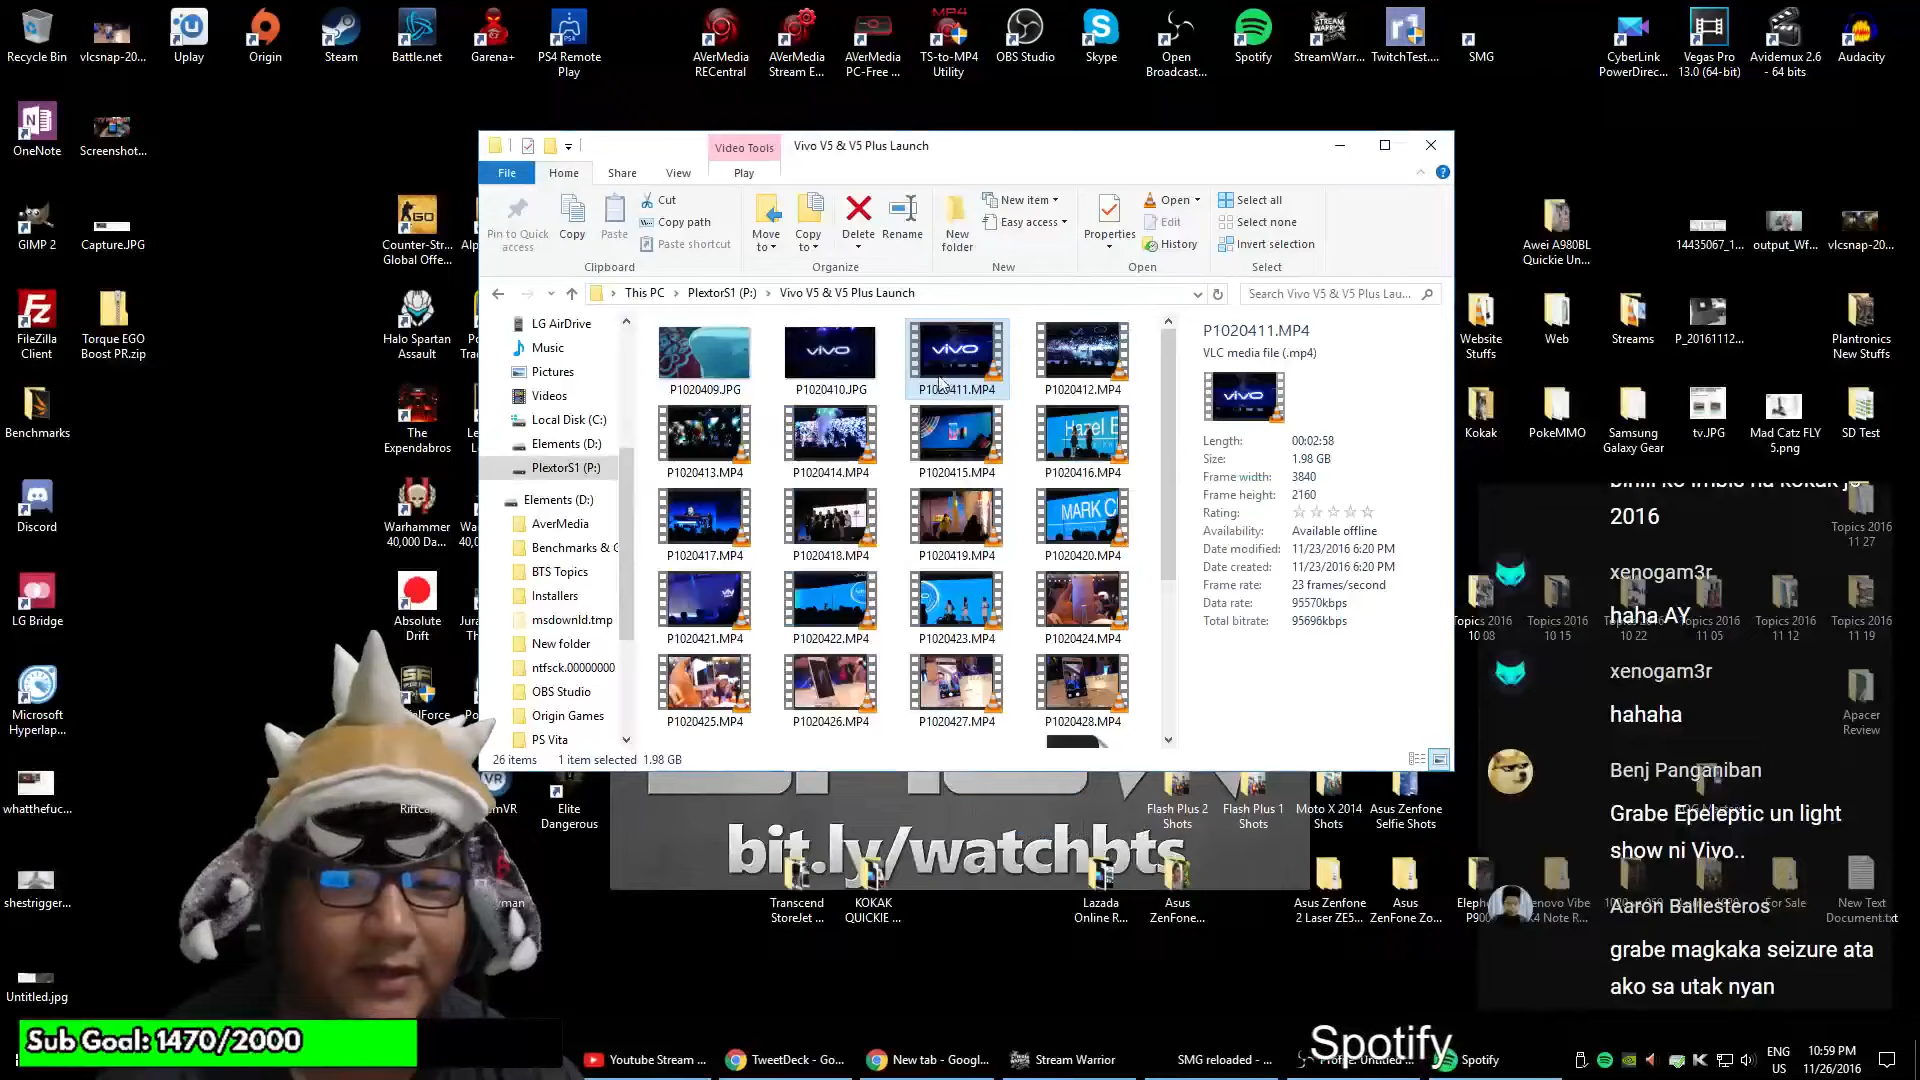 Recycle Bin
vlcsnap-20...
Uplay
Origin
Steam
Battle.net
Garena+
PS4 Remote
Play
AVerMedia
RECentral
AVerMedia
Stream E...
AVerMedia
PC-Free ...
TS-to-MP4
Utility
OBS Studio
Skype
Open
Broadcast...
Spotify
StreamWarr...
TwitchTest....
SMG
CyberLink
PowerDirec...
Vegas Pro
13.0 (64-bit)
Avidemux 2.6
- 64 bits
Audacity
OneNote
Screenshot...
GIMP 2
Capture.JPG
Counter-Str...
Global Offe...
FileZilla
Client
Torque EGO
Boost PR.zip
Halo Spartan
Assault
Benchmarks
The
Expendabros
Discord
Warhammer
40,000 Da...
LG Bridge
Absolute
Drift
Microsoft
Hyperlap...
whatthefuc...
Elite
Dangerous
shestrigger...
Untitled.jpg
Video Tools
Vivo V5 & V5 Plus Launch
File
Home
Share
View
Play
Pin to Quick
access
Copy
Paste
Cut
Copy path
Paste shortcut
Clipboard
Move
to
Copy
to
Delete
Rename
Organize
New
folder
New item
Easy access
New
Properties
Open
Edit
History
Open
Select all
Select none
Invert selection
Select
This PC
PlextorS1 (P:)
Vivo V5 & V5 Plus Launch
Search Vivo V5 & V5 Plus Lau...
LG AirDrive
Music
Pictures
Videos
Local Disk (C:)
Elements (D:)
PlextorS1 (P:)
Elements (D:)
AverMedia
Benchmarks & G
BTS Topics
Installers
msdownld.tmp
New folder
ntfsck.00000000
OBS Studio
Origin Games
PS Vita
P1020409.JPG
P1020410.JPG
P1020411.MP4
P1020412.MP4
P1020413.MP4
P1020414.MP4
P1020415.MP4
P1020416.MP4
P1020417.MP4
P1020418.MP4
P1020419.MP4
P1020420.MP4
P1020421.MP4
P1020422.MP4
P1020423.MP4
P1020424.MP4
P1020425.MP4
P1020426.MP4
P1020427.MP4
P1020428.MP4
P1020411.MP4
VLC media file (.mp4)
vivo
Length: 00:02:58
Size: 1.98 GB
Frame width: 3840
Frame height: 2160
Rating:
Availability: Available offline
Date modified: 11/23/2016 6:20 PM
Date created: 11/23/2016 6:20 PM
Frame rate: 23 frames/second
Data rate: 95570kbps
Total bitrate: 95696kbps
26 items
1 item selected 1.98 GB
Awei A980BL
Quickie Un...
14435067_1...
output_Wf...
vlcsnap-20...
Website
Stuffs
Web
Streams
P_20161112...
Plantronics
New Stuffs
Kokak
PokeMMO
Samsung
Galaxy Gear
tv.JPG
Mad Catz FLY
5.png
SD Test
Topics 2016
11 27
Topics 2016
10 08
Topics 2016
10 15
Topics 2016
10 22
Topics 2016
11 05
Topics 2016
11 12
Topics 2016
11 19
Apacer
Review
2016
xenogam3r
haha AY
xenogam3r
hahaha
Benj Panganiban
Grabe Epeleptic un light
show ni Vivo..
Aaron Ballesteros
grabe magkaka seizure ata
ako sa utak nyan
Flash Plus 2
Shots
Flash Plus 1
Shots
Moto X 2014
Shots
Asus Zenfone
Selfie Shots
bit.ly/watchbts
Transcend
StoreJet ...
KOKAK
QUICKIE ...
Lazada
Online R...
Asus
ZenFone...
Asus Zenfone
2 Laser ZE5...
Asus
ZenFone Zo...
For Sale
New Text
Document.txt
Sub Goal: 1470/2000
Youtube Stream ...
TweetDeck - Go...
New tab - Googl...
Stream Warrior
SMG reloaded - ...
Spotify
Spotify
ENG
US
10:59 PM
11/26/2016